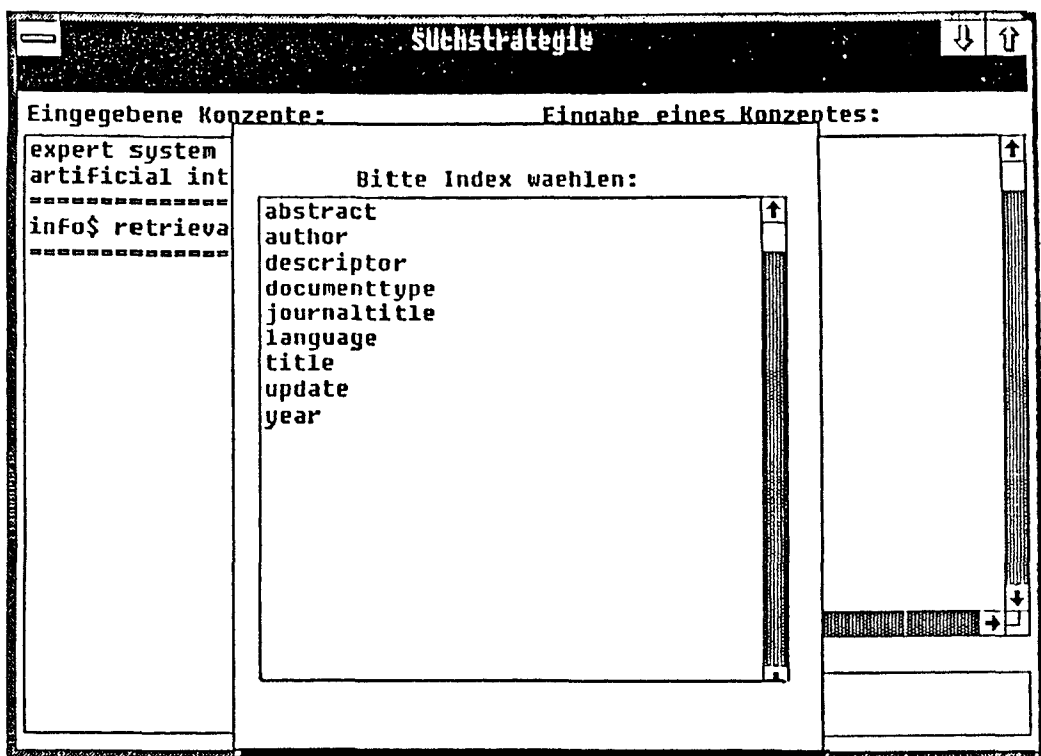 Suchstrategie
Eingegebene Konzepte:
Eingabe eines Konzeptes:
expert system
artificial int
==============
info$ retrieva
==============
Bitte Index waehlen:
abstract
author
descriptor
documenttype
journaltitle
language
title
update
year